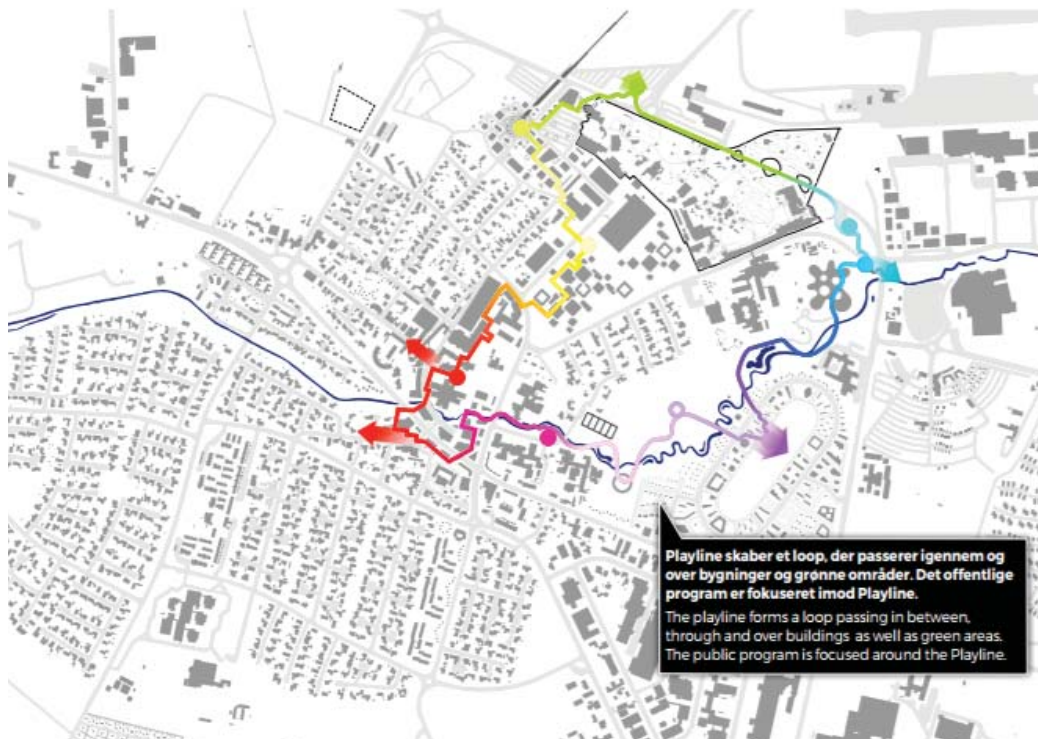 Playline skaber et loop, der passerer igennem og
over bygninger og grønne områder. Det offentlige
program er fokuseret imod Playline.
The playline forms a loop passing in between,
through and over buildings as well as green areas.
The public program is focused around the Playline.